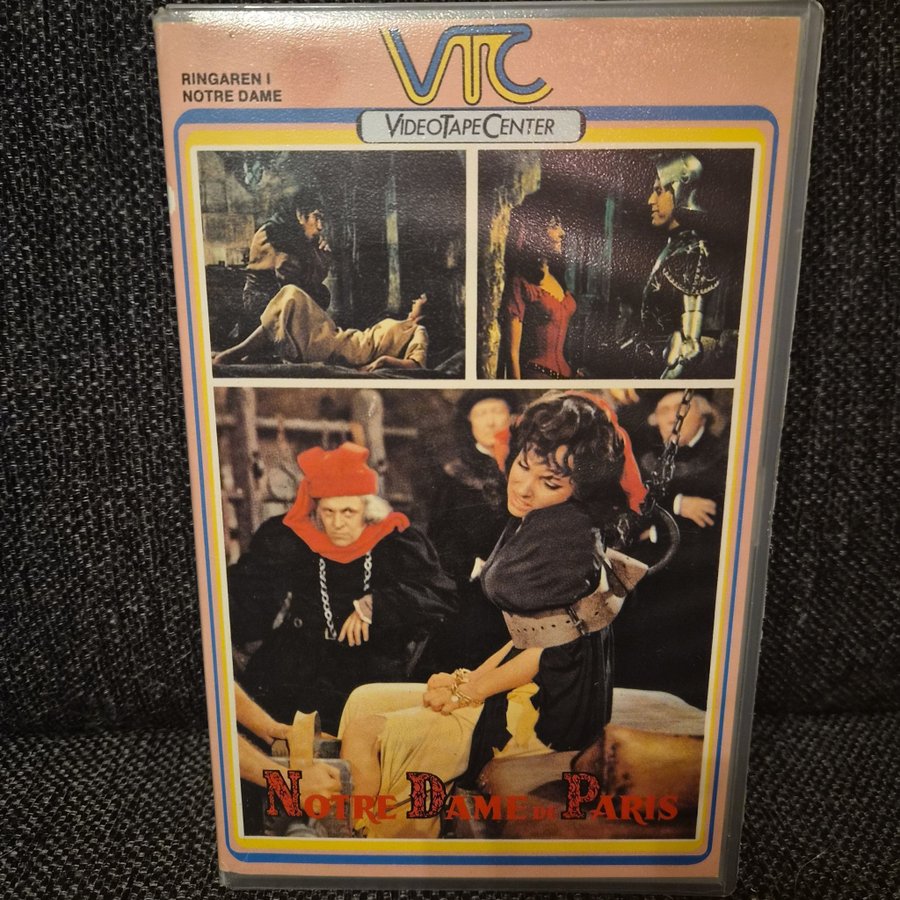 RINGAREN I
NOTRE DAME
VTC
VIDEOTAPECENTER
NOTRE DAME DE PARIS